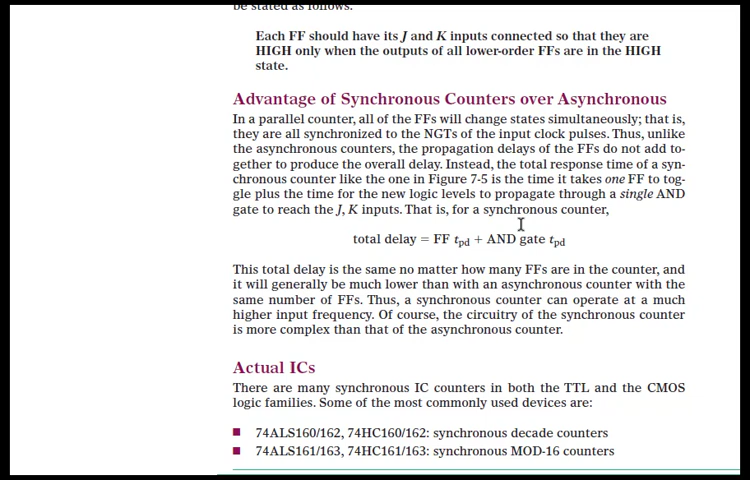 be stated as follows.
Each FF should have its J and K inputs connected so that they are
HIGH only when the outputs of all lower-order FFs are in the HIGH
state.
Advantage of Synchronous Counters over Asynchronous
In a parallel counter, all of the FFs will change states simultaneously; that is,
they are all synchronized to the NGTs of the input clock pulses. Thus, unlike
the asynchronous counters, the propagation delays of the FFs do not add to-
gether to produce the overall delay. Instead, the total response time of a syn-
chronous counter like the one in Figure 7-5 is the time it takes one FF to tog-
gle plus the time for the new logic levels to propagate through a single AND
gate to reach the J, K inputs. That is, for a synchronous counter,
total delay = FF tpd + AND gate tpd
This total delay is the same no matter how many FFs are in the counter, and
it will generally be much lower than with an asynchronous counter with the
same number of FFs. Thus, a synchronous counter can operate at a much
higher input frequency. Of course, the circuitry of the synchronous counter
is more complex than that of the asynchronous counter.
Actual ICs
There are many synchronous IC counters in both the TTL and the CMOS
logic families. Some of the most commonly used devices are:
■ 74ALS160/162, 74HC160/162: synchronous decade counters
■ 74ALS161/163, 74HC161/163: synchronous MOD-16 counters